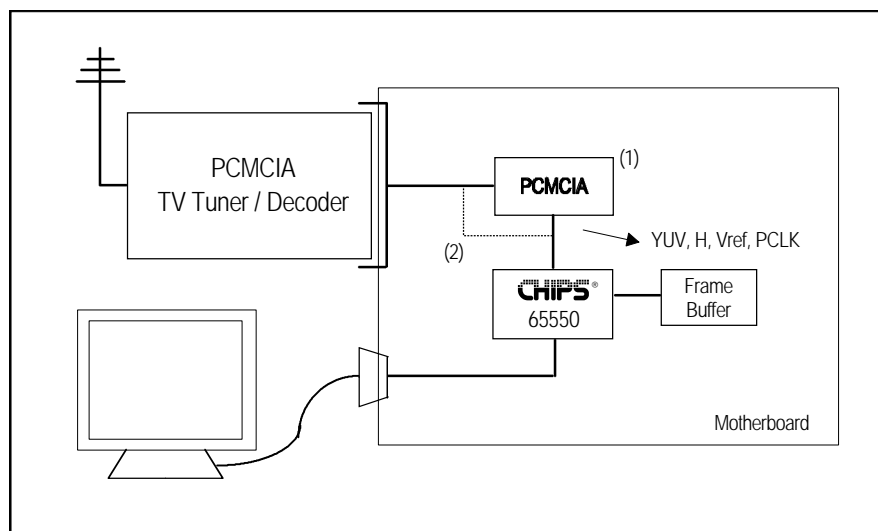 PCMCIA
TV Tuner / Decoder
(1)
PCMCIA
(2)
YUV, H, Vref, PCLK
CHIPS®
65550
Frame
Buffer
Motherboard